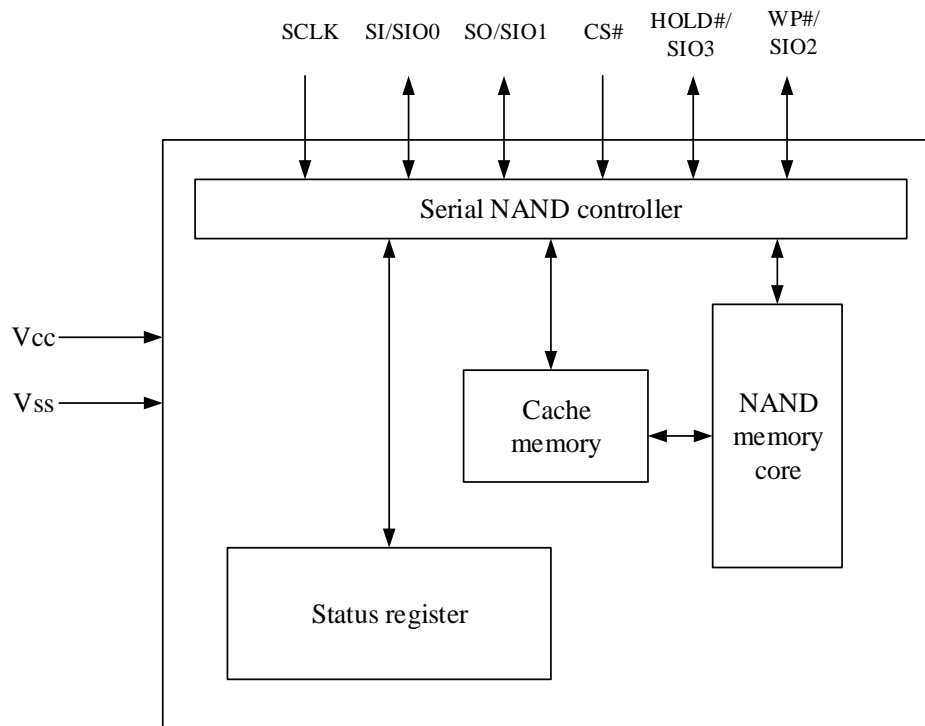 SCLK
SI/SIO0
SO/SIO1
CS#
HOLD#/
SIO3
WP#/
SIO2
Serial NAND controller
Vcc
Vss
Cache
memory
NAND
memory
core
Status register